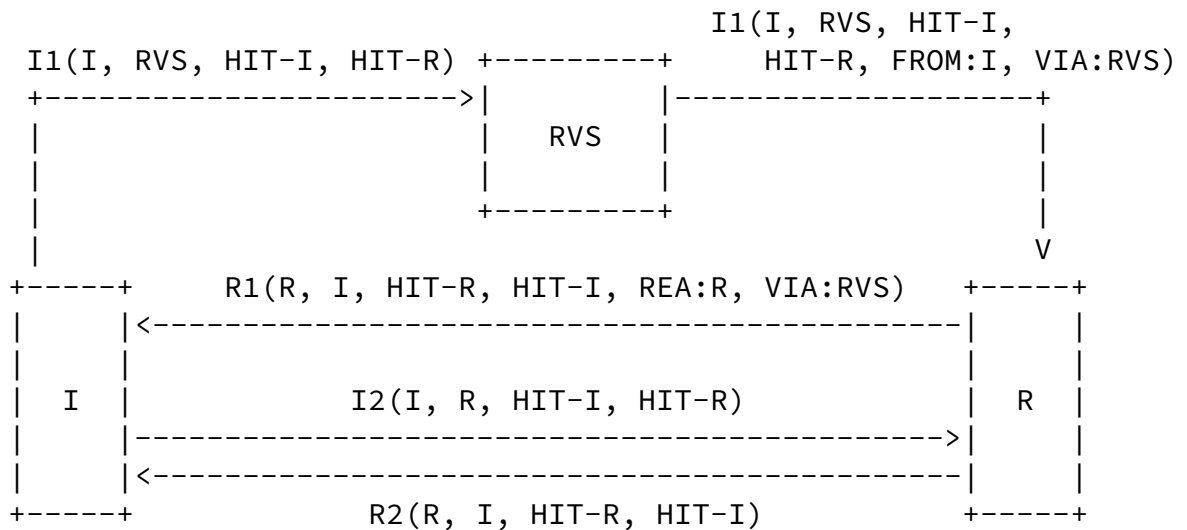 I1(I, RVS, HIT-I,
I1(I, RVS, HIT-I, HIT-R)
HIT-R, FROM:I, VIA:RVS)
RVS
V
R1(R, I, HIT-R, HIT-I, REA:R, VIA:RVS)
I
I2(I, R, HIT-I, HIT-R)
R
R2(R, I, HIT-R, HIT-I)